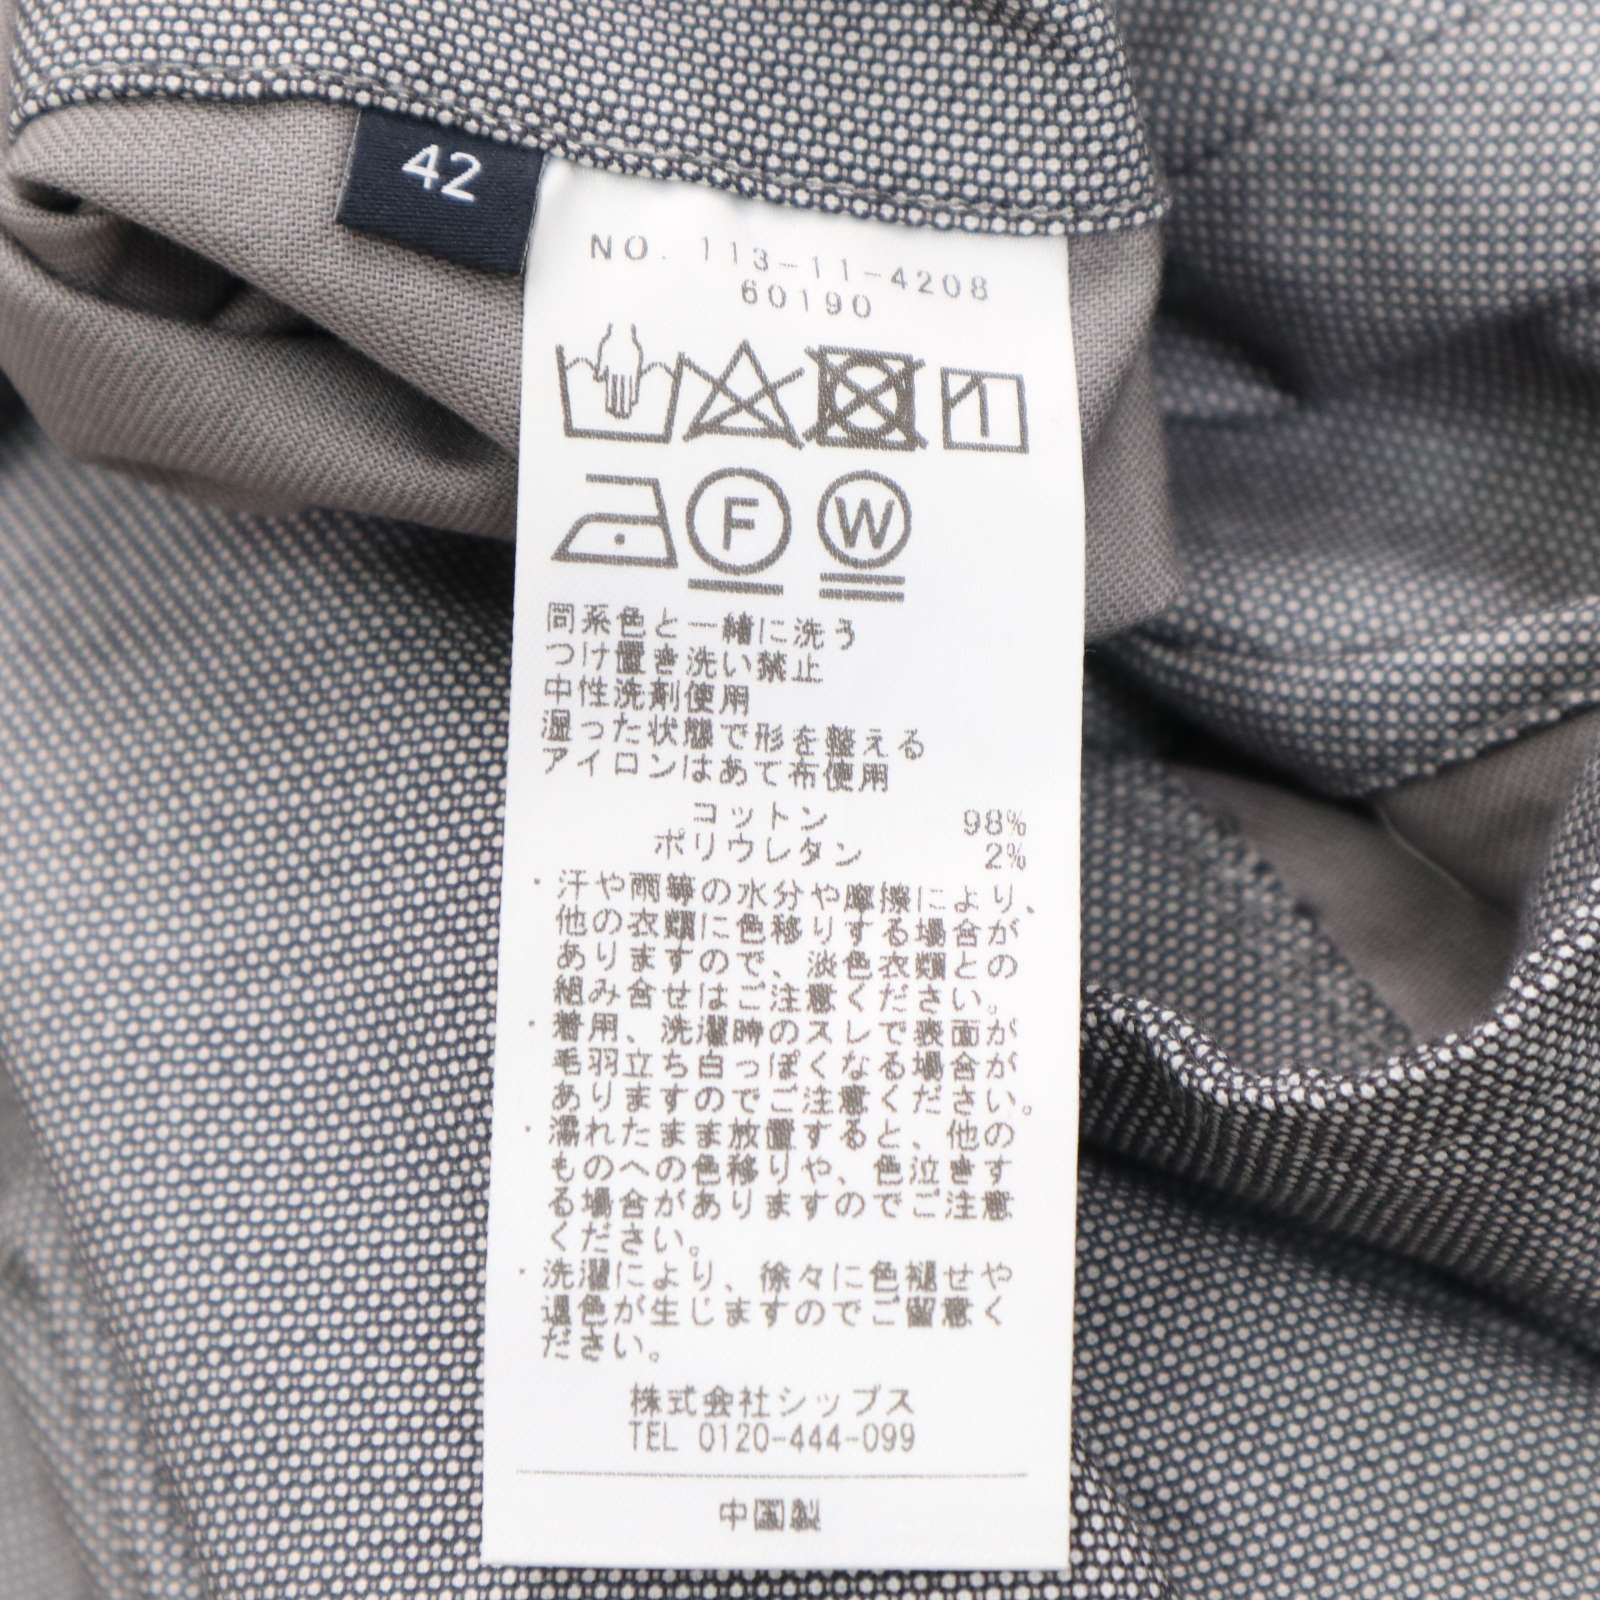 42
NO. 113-11-4208
60190
F
W
同系色と一緒に洗う
つけ置き洗い禁止
中性洗剤使用
湿った状態で形を整える
アイロンはあて布使用
コットン 98%
ポリウレタン 2%
・汗や雨等の水分や摩擦により、
他の衣類に色移りする場合が
ありますので、淡色衣類との
組み合せはご注意ください。
・着用、洗濯時のスレで表面が
毛羽立ち白っぽくなる場合が
ありますのでご注意ください。
・濡れたまま放置すると、他の
ものへの色移りや、色泣きす
る場合がありますのでご注意
ください。
・洗濯により、徐々に色褪せや
退色が生じますのでご留意く
ださい。
株式会社シップス
TEL 0120-444-099
中国製